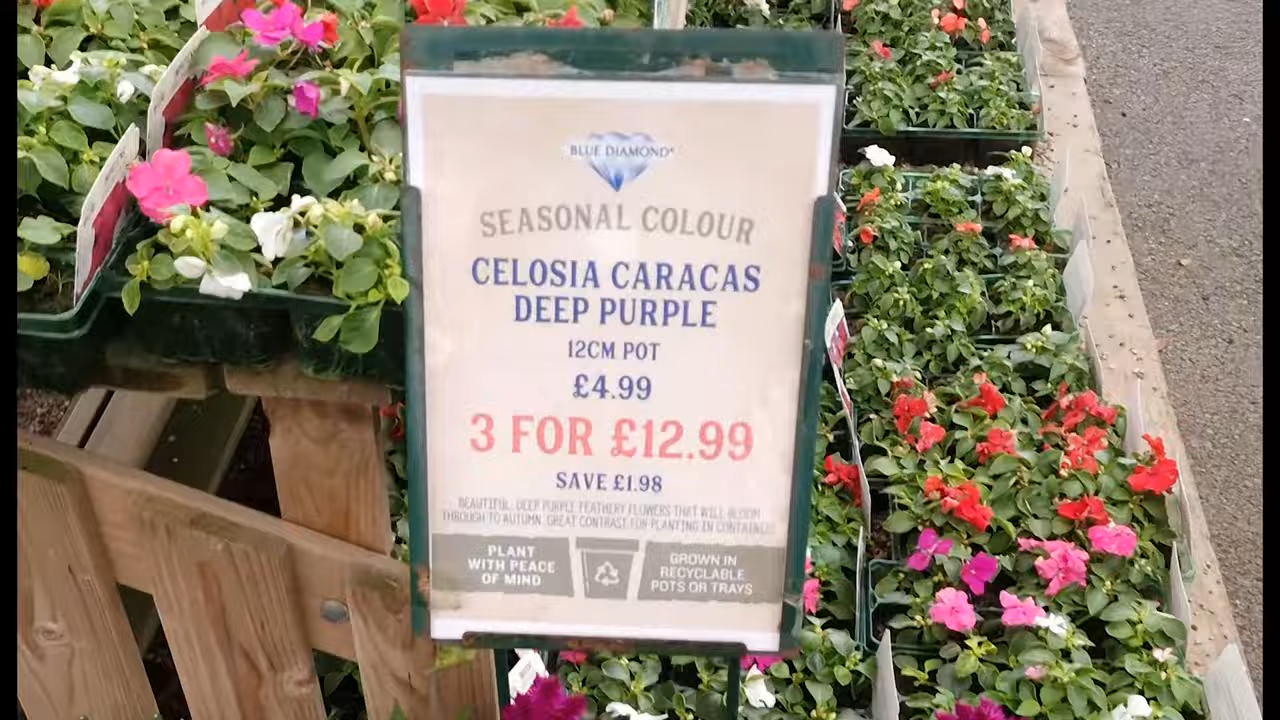 BLUE DIAMOND®
SEASONAL COLOUR
CELOSIA CARACAS
DEEP PURPLE
12CM POT
£4.99
3 FOR £12.99
SAVE £1.98
BEAUTIFUL, DEEP PURPLE FEATHERY FLOWERS THAT WILL BLOOM
THROUGH TO AUTUMN. GREAT CONTRAST FOR PLANTING IN CONTAINERS
PLANT
WITH PEACE
OF MIND
GROWN IN
RECYCLABLE
POTS OR TRAYS